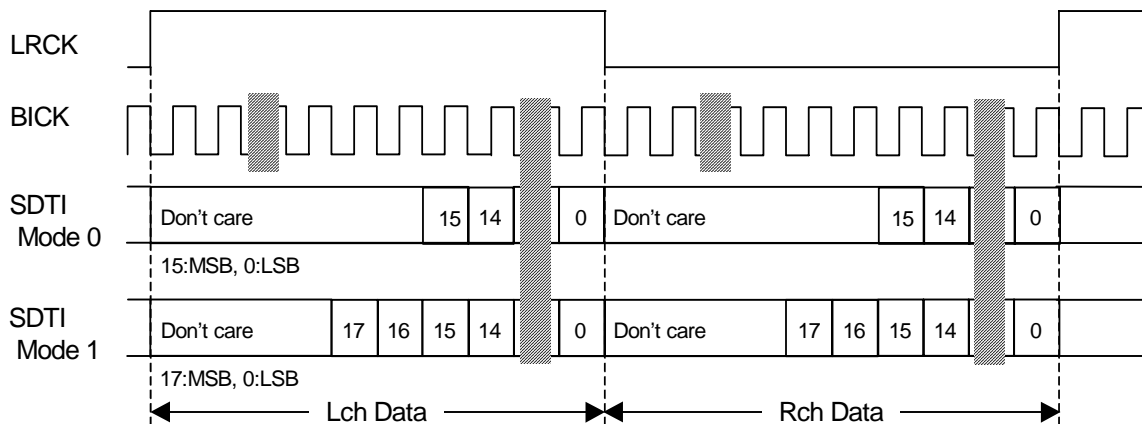 LRCK
BICK
SDTI
Mode 0
Don't care 15 14 0 Don't care 15 14 0
15:MSB, 0:LSB
SDTI
Mode 1
Don't care 17 16 15 14 0 Don't care 17 16 15 14 0
17:MSB, 0:LSB
Lch Data Rch Data